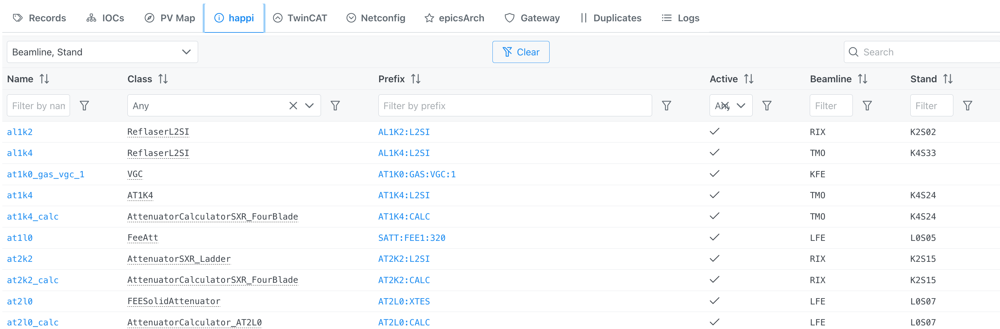 Records IOCs PV Map happi TwinCAT Netconfig epicsArch Gateway Duplicates Logs
Beamline, Stand Clear Search
Name Class Prefix Active Beamline Stand
Filter by nam Any Filter by prefix Any Filter Filter
al1k2 ReflaserL2SI AL1K2:L2SI RIX K2S02
al1k4 ReflaserL2SI AL1K4:L2SI TMO K4S33
at1k0_gas_vgc_1 VGC AT1K0:GAS:VGC:1 KFE
at1k4 AT1K4 AT1K4:L2SI TMO K4S24
at1k4_calc AttenuatorCalculatorSXR_FourBlade AT1K4:CALC TMO K4S24
at1l0 FeeAtt SATT:FEE1:320 LFE L0S05
at2k2 AttenuatorSXR_Ladder AT2K2:L2SI RIX K2S15
at2k2_calc AttenuatorCalculatorSXR_FourBlade AT2K2:CALC RIX K2S15
at2l0 FEESolidAttenuator AT2L0:XTES LFE L0S07
at2l0_calc AttenuatorCalculator_AT2L0 AT2L0:CALC LFE L0S07